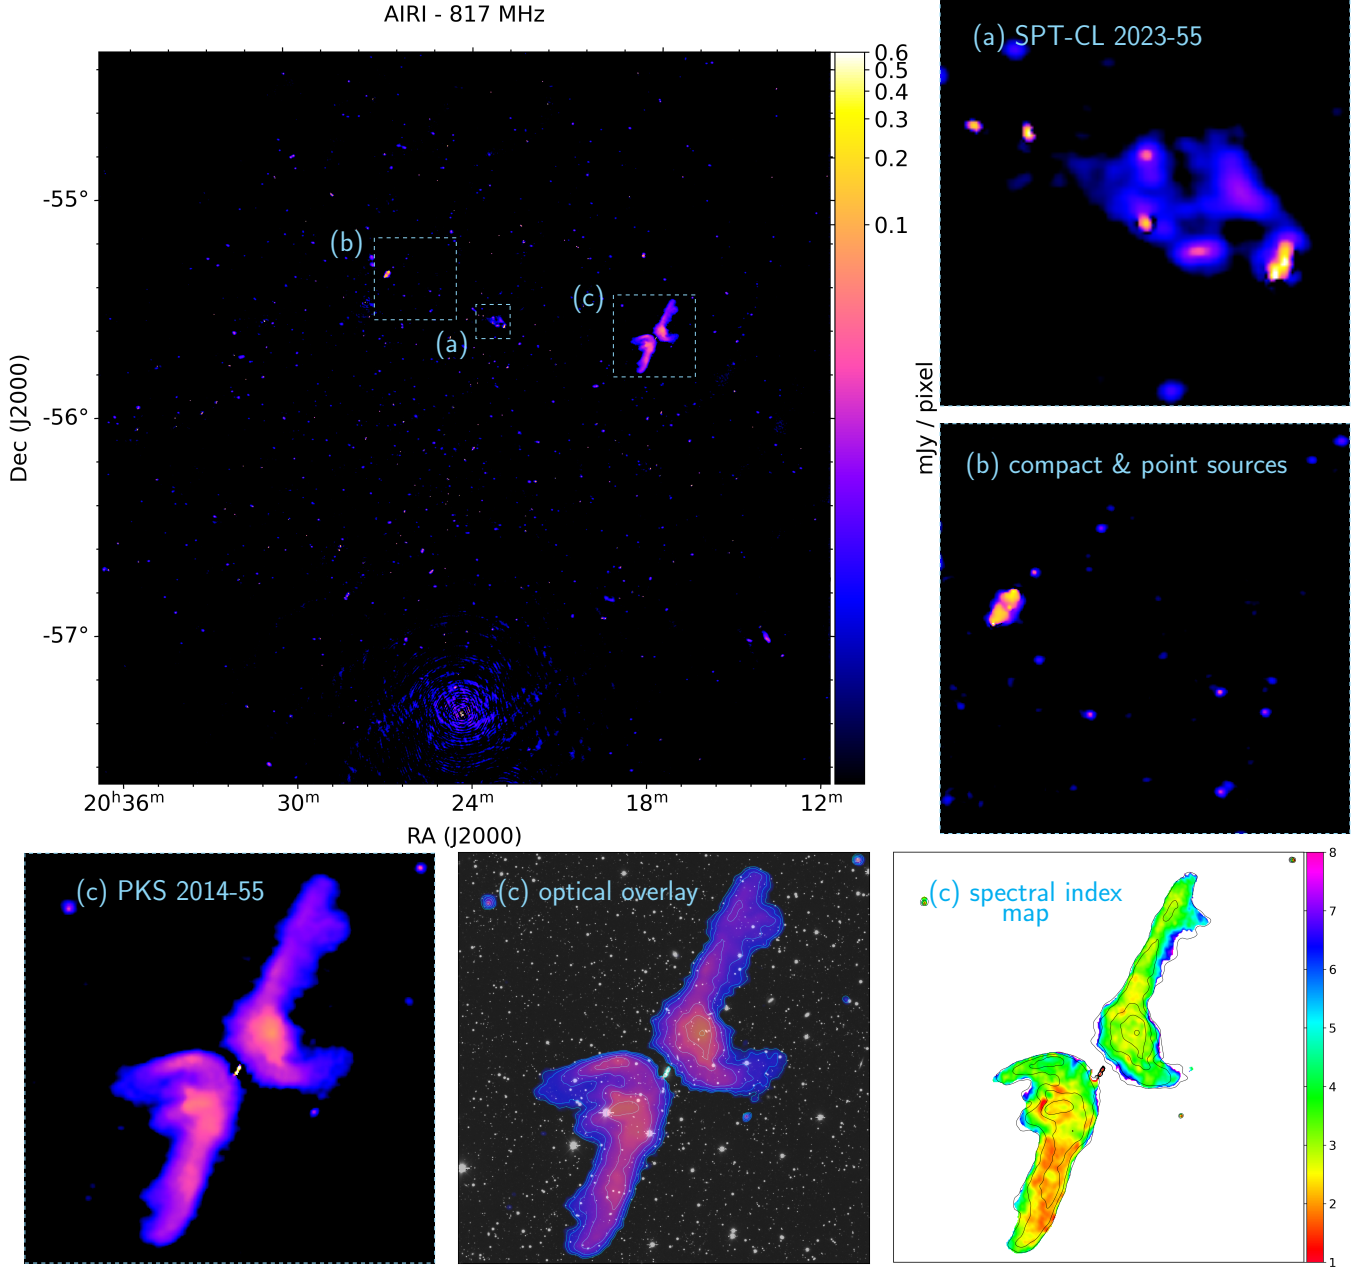 AIRI - 817 MHz
0.6
0.5
0.4
0.3
0.2
0.1
mJy / pixel
-55°
-56°
-57°
Dec (J2000)
(b)
(a)
(c)
20ʰ36ᵐ
30ᵐ
24ᵐ
18ᵐ
12ᵐ
RA (J2000)
(a) SPT-CL 2023-55
(b) compact & point sources
(c) PKS 2014-55
(c) optical overlay
(c) spectral index
map
8
7
6
5
4
3
2
1